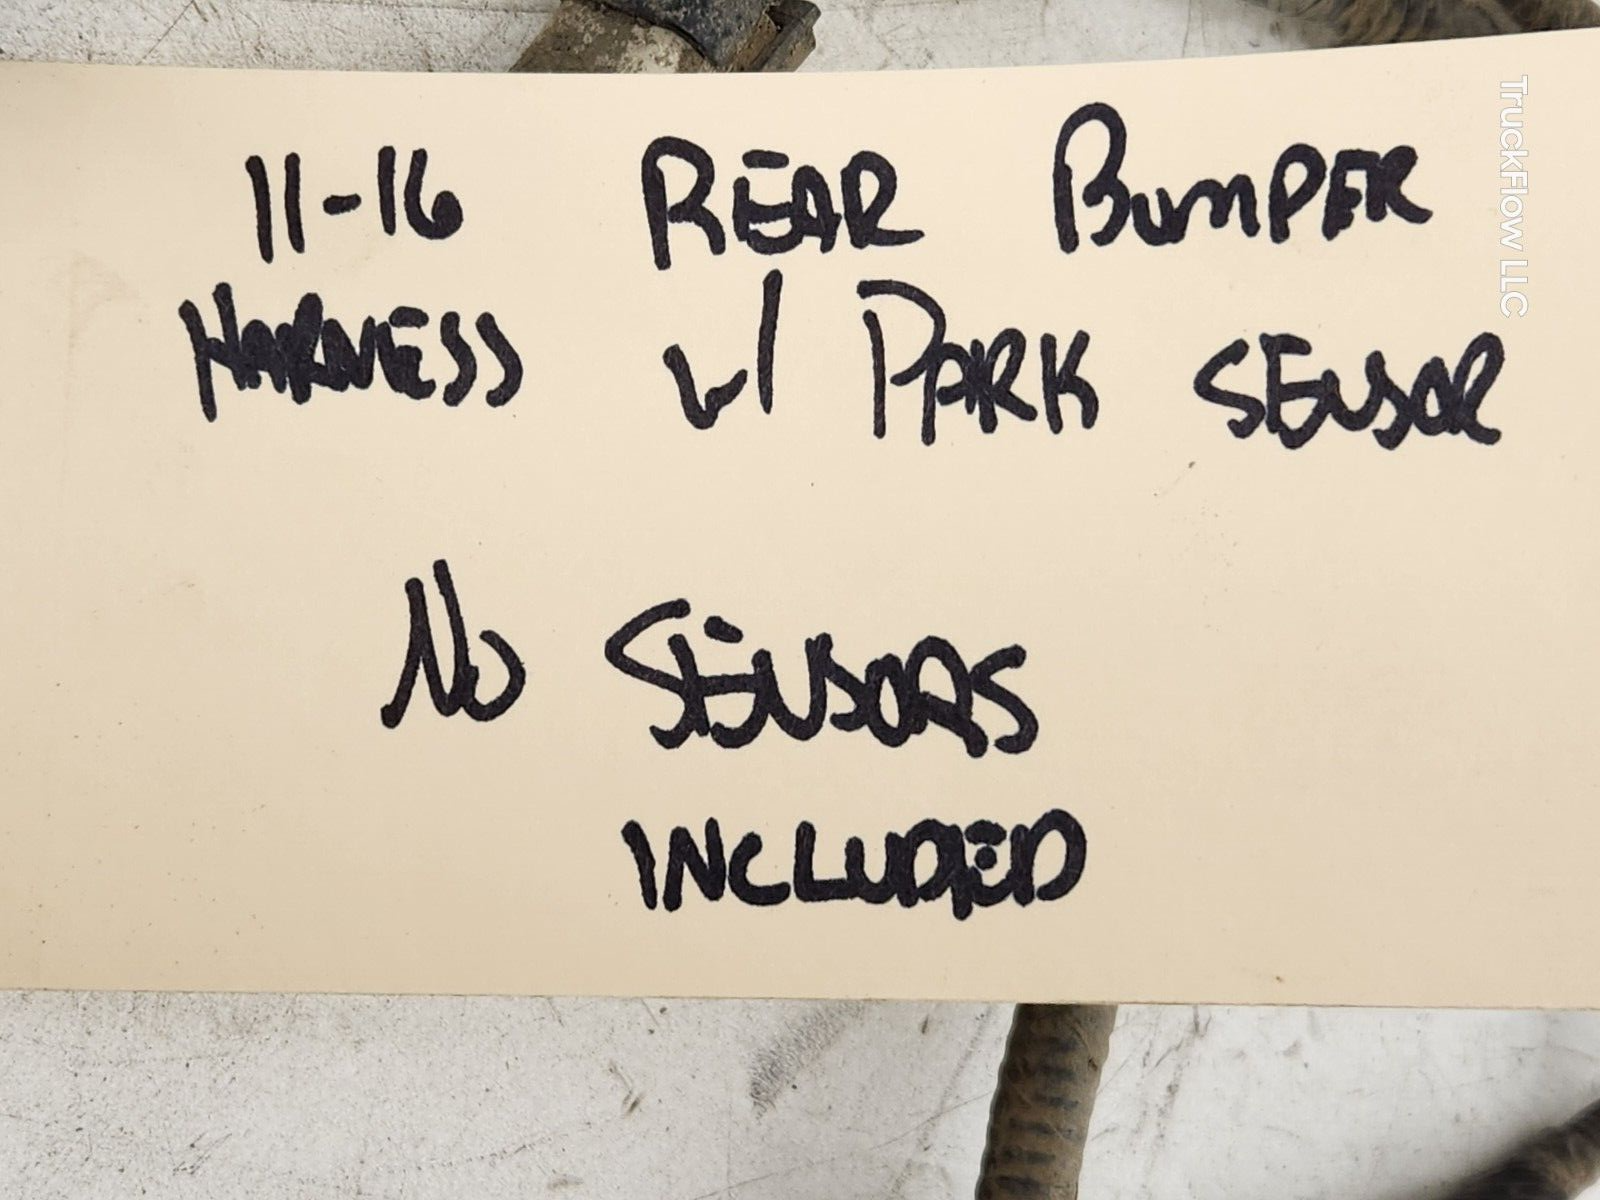 11-16 REAR BUMPER
HARNESS w/ PARK SENSOR
No SENSORS
INCLUDED
TruckFlow LLC